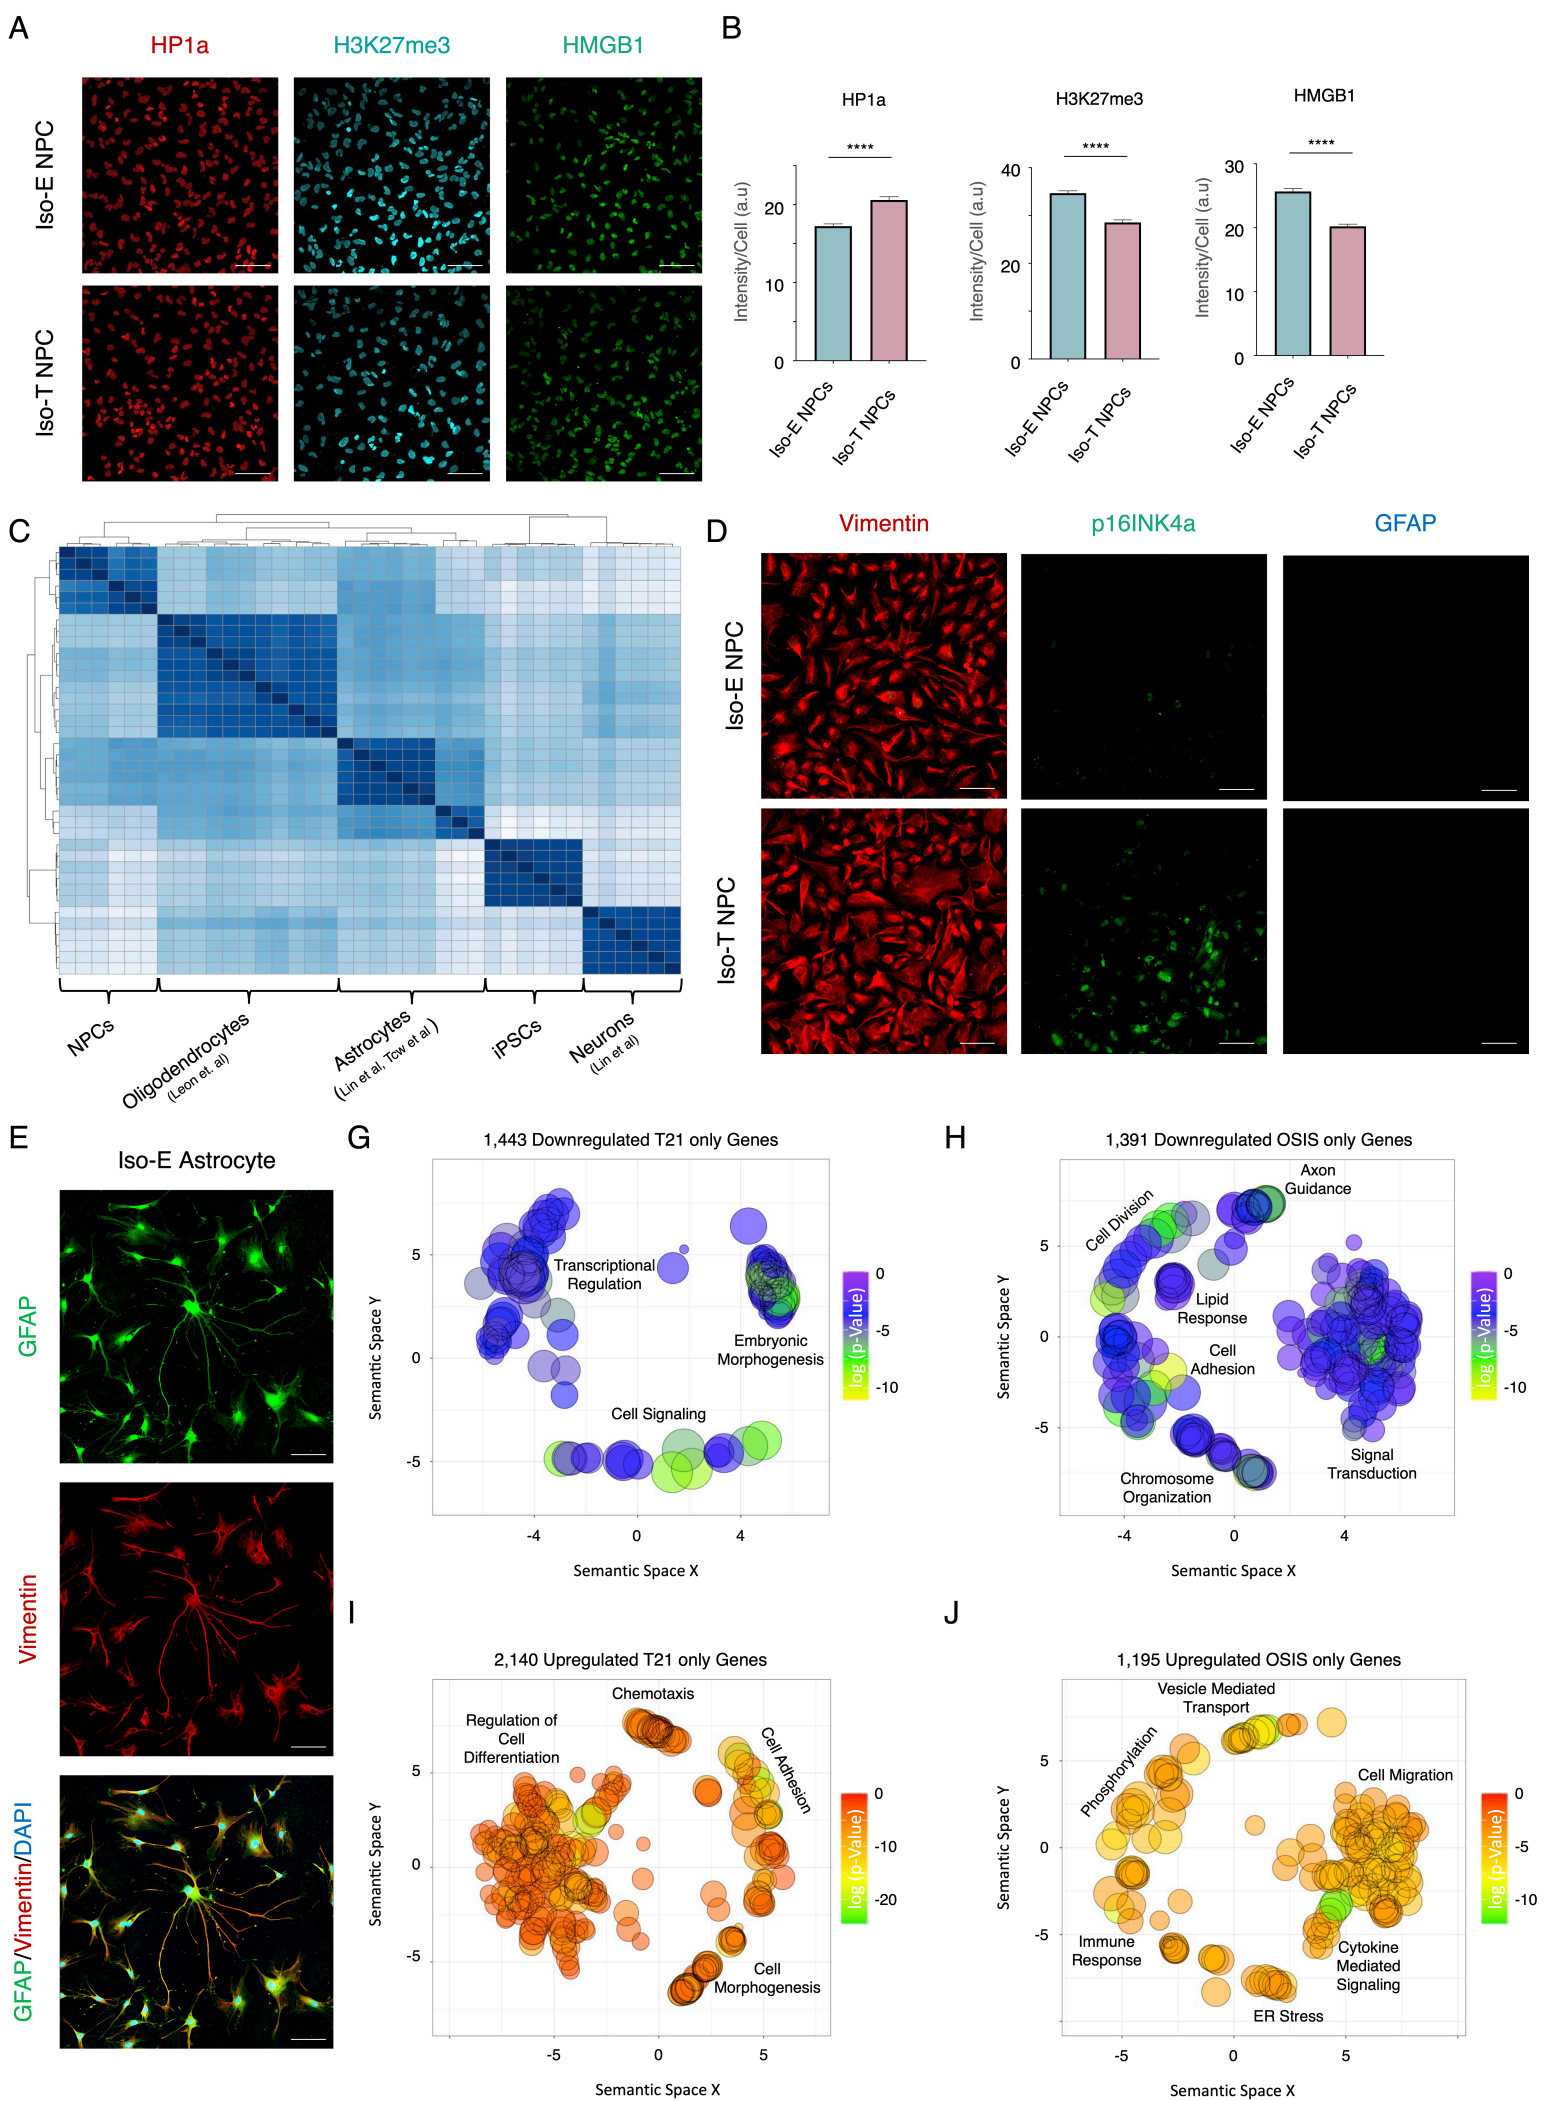 A
HP1a
H3K27me3
HMGB1
Iso-E NPC
Iso-T NPC
B
HP1a
****
Intensity/Cell (a.u)
20
10
0
Iso-E NPCs
Iso-T NPCs
H3K27me3
****
Intensity/Cell (a.u)
40
20
0
Iso-E NPCs
Iso-T NPCs
HMGB1
****
Intensity/Cell (a.u)
30
20
10
0
Iso-E NPCs
Iso-T NPCs
C
NPCs
Oligodendrocytes
(Leon et. al)
Astrocytes
(Lin et al, Tcw et al )
iPSCs
Neurons
(Lin et al)
D
Vimentin
p16INK4a
GFAP
Iso-E NPC
Iso-T NPC
E
Iso-E Astrocyte
GFAP
Vimentin
GFAP/Vimentin/DAPI
G
1,443 Downregulated T21 only Genes
Transcriptional
Regulation
Embryonic
Morphogenesis
Cell Signaling
Semantic Space Y
5
0
-5
-4
0
4
Semantic Space X
0
-5
-10
log (p-Value)
H
1,391 Downregulated OSIS only Genes
Axon
Guidance
Cell Division
Lipid
Response
Cell
Adhesion
Chromosome
Organization
Signal
Transduction
Semantic Space Y
5
0
-5
-4
0
4
Semantic Space X
0
-5
-10
log (p-Value)
I
2,140 Upregulated T21 only Genes
Chemotaxis
Regulation of
Cell
Differentiation
Cell Adhesion
Cell
Morphogenesis
Semantic Space Y
5
0
-5
-5
0
5
Semantic Space X
0
-10
-20
log (p-Value)
J
1,195 Upregulated OSIS only Genes
Vesicle Mediated
Transport
Phosphorylation
Cell Migration
Immune
Response
Cytokine
Mediated
Signaling
ER Stress
Semantic Space Y
5
0
-5
-5
0
5
Semantic Space X
0
-5
-10
log (p-Value)